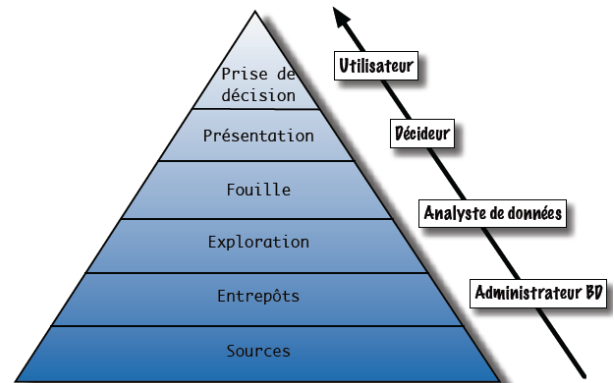 Prise de
décision
Présentation
Fouille
Exploration
Entrepôts
Sources
Utilisateur
Décideur
Analyste de données
Administrateur BD